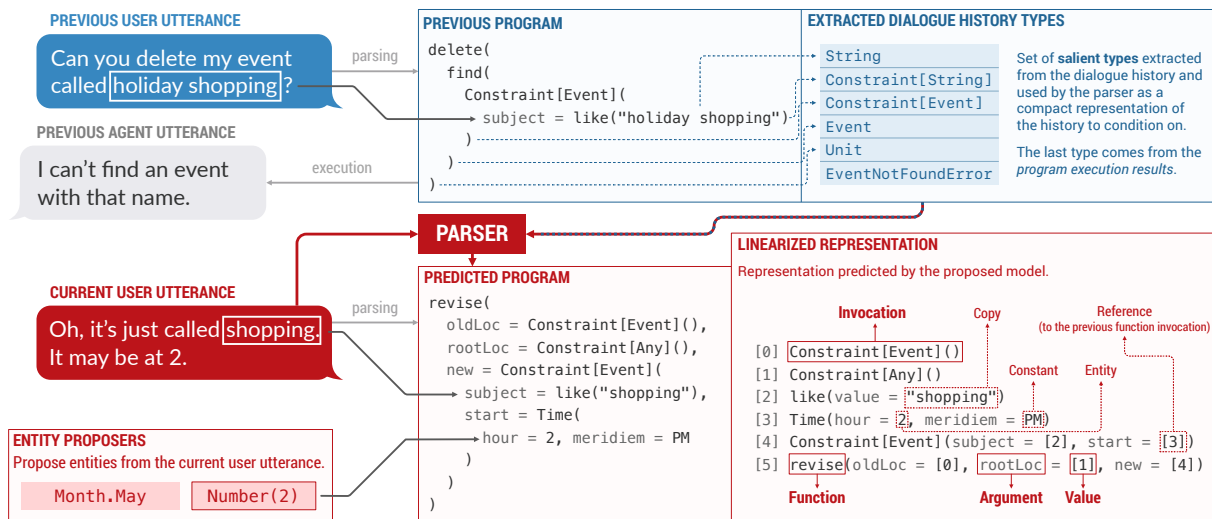 PREVIOUS USER UTTERANCE
Can you delete my event
called holiday shopping ?
parsing
PREVIOUS AGENT UTTERANCE
I can't find an event
with that name.
execution
PREVIOUS PROGRAM
delete(
find(
Constraint[Event](
subject = like("holiday shopping")
)
)
)
EXTRACTED DIALOGUE HISTORY TYPES
String
Constraint[String]
Constraint[Event]
Event
Unit
EventNotFoundError
Set of salient types extracted
from the dialogue history and
used by the parser as a
compact representation of
the history to condition on.
The last type comes from the
program execution results.
PARSER
CURRENT USER UTTERANCE
Oh, it's just called shopping.
It may be at 2.
parsing
ENTITY PROPOSERS
Propose entities from the current user utterance.
Month.May
Number(2)
PREDICTED PROGRAM
revise(
oldLoc = Constraint[Event](),
rootLoc = Constraint[Any](),
new = Constraint[Event](
subject = like("shopping"),
start = Time(
hour = 2, meridiem = PM
)
)
)
LINEARIZED REPRESENTATION
Representation predicted by the proposed model.
Invocation
Copy
Reference
(to the previous function invocation)
[0] Constraint[Event]()
[1] Constraint[Any]()
Constant
Entity
[2] like(value = "shopping")
[3] Time(hour = 2, meridiem = PM)
[4] Constraint[Event](subject = [2], start = [3])
[5] revise(oldLoc = [0], rootLoc = [1], new = [4])
Function
Argument
Value